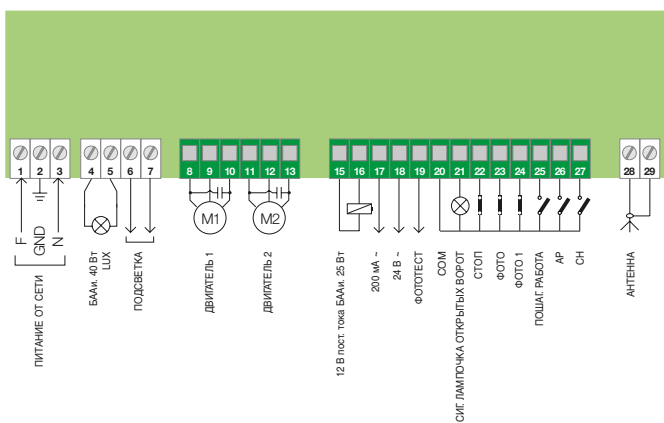 1 2 3 4 5 6 7 8 9 10 11 12 13 15 16 17 18 19 20 21 22 23 24 25 26 27 28 29
M1 M2
F
GND
N
ПИТАНИЕ ОТ СЕТИ
БААи. 40 Вт
LUX
ПОДСВЕТКА
ДВИГАТЕЛЬ 1
ДВИГАТЕЛЬ 2
12 В пост. тока БААи. 25 Вт
200 мА ~
24 В ~
ФОТОТЕСТ
COM
СИГ. ЛАМПОЧКА ОТКРЫТЫХ ВОРОТ
СТОП
ФОТО
ФОТО 1
ПОШАГ. РАБОТА
AP
CH
АНТЕННА